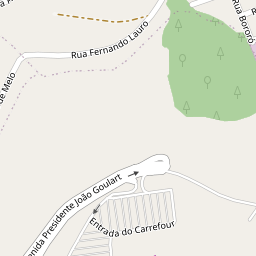 Rua Fernando Lauro
Rua Bororó
de Melo
Avenida Presidente João Goulart
Entrada do Carrefour